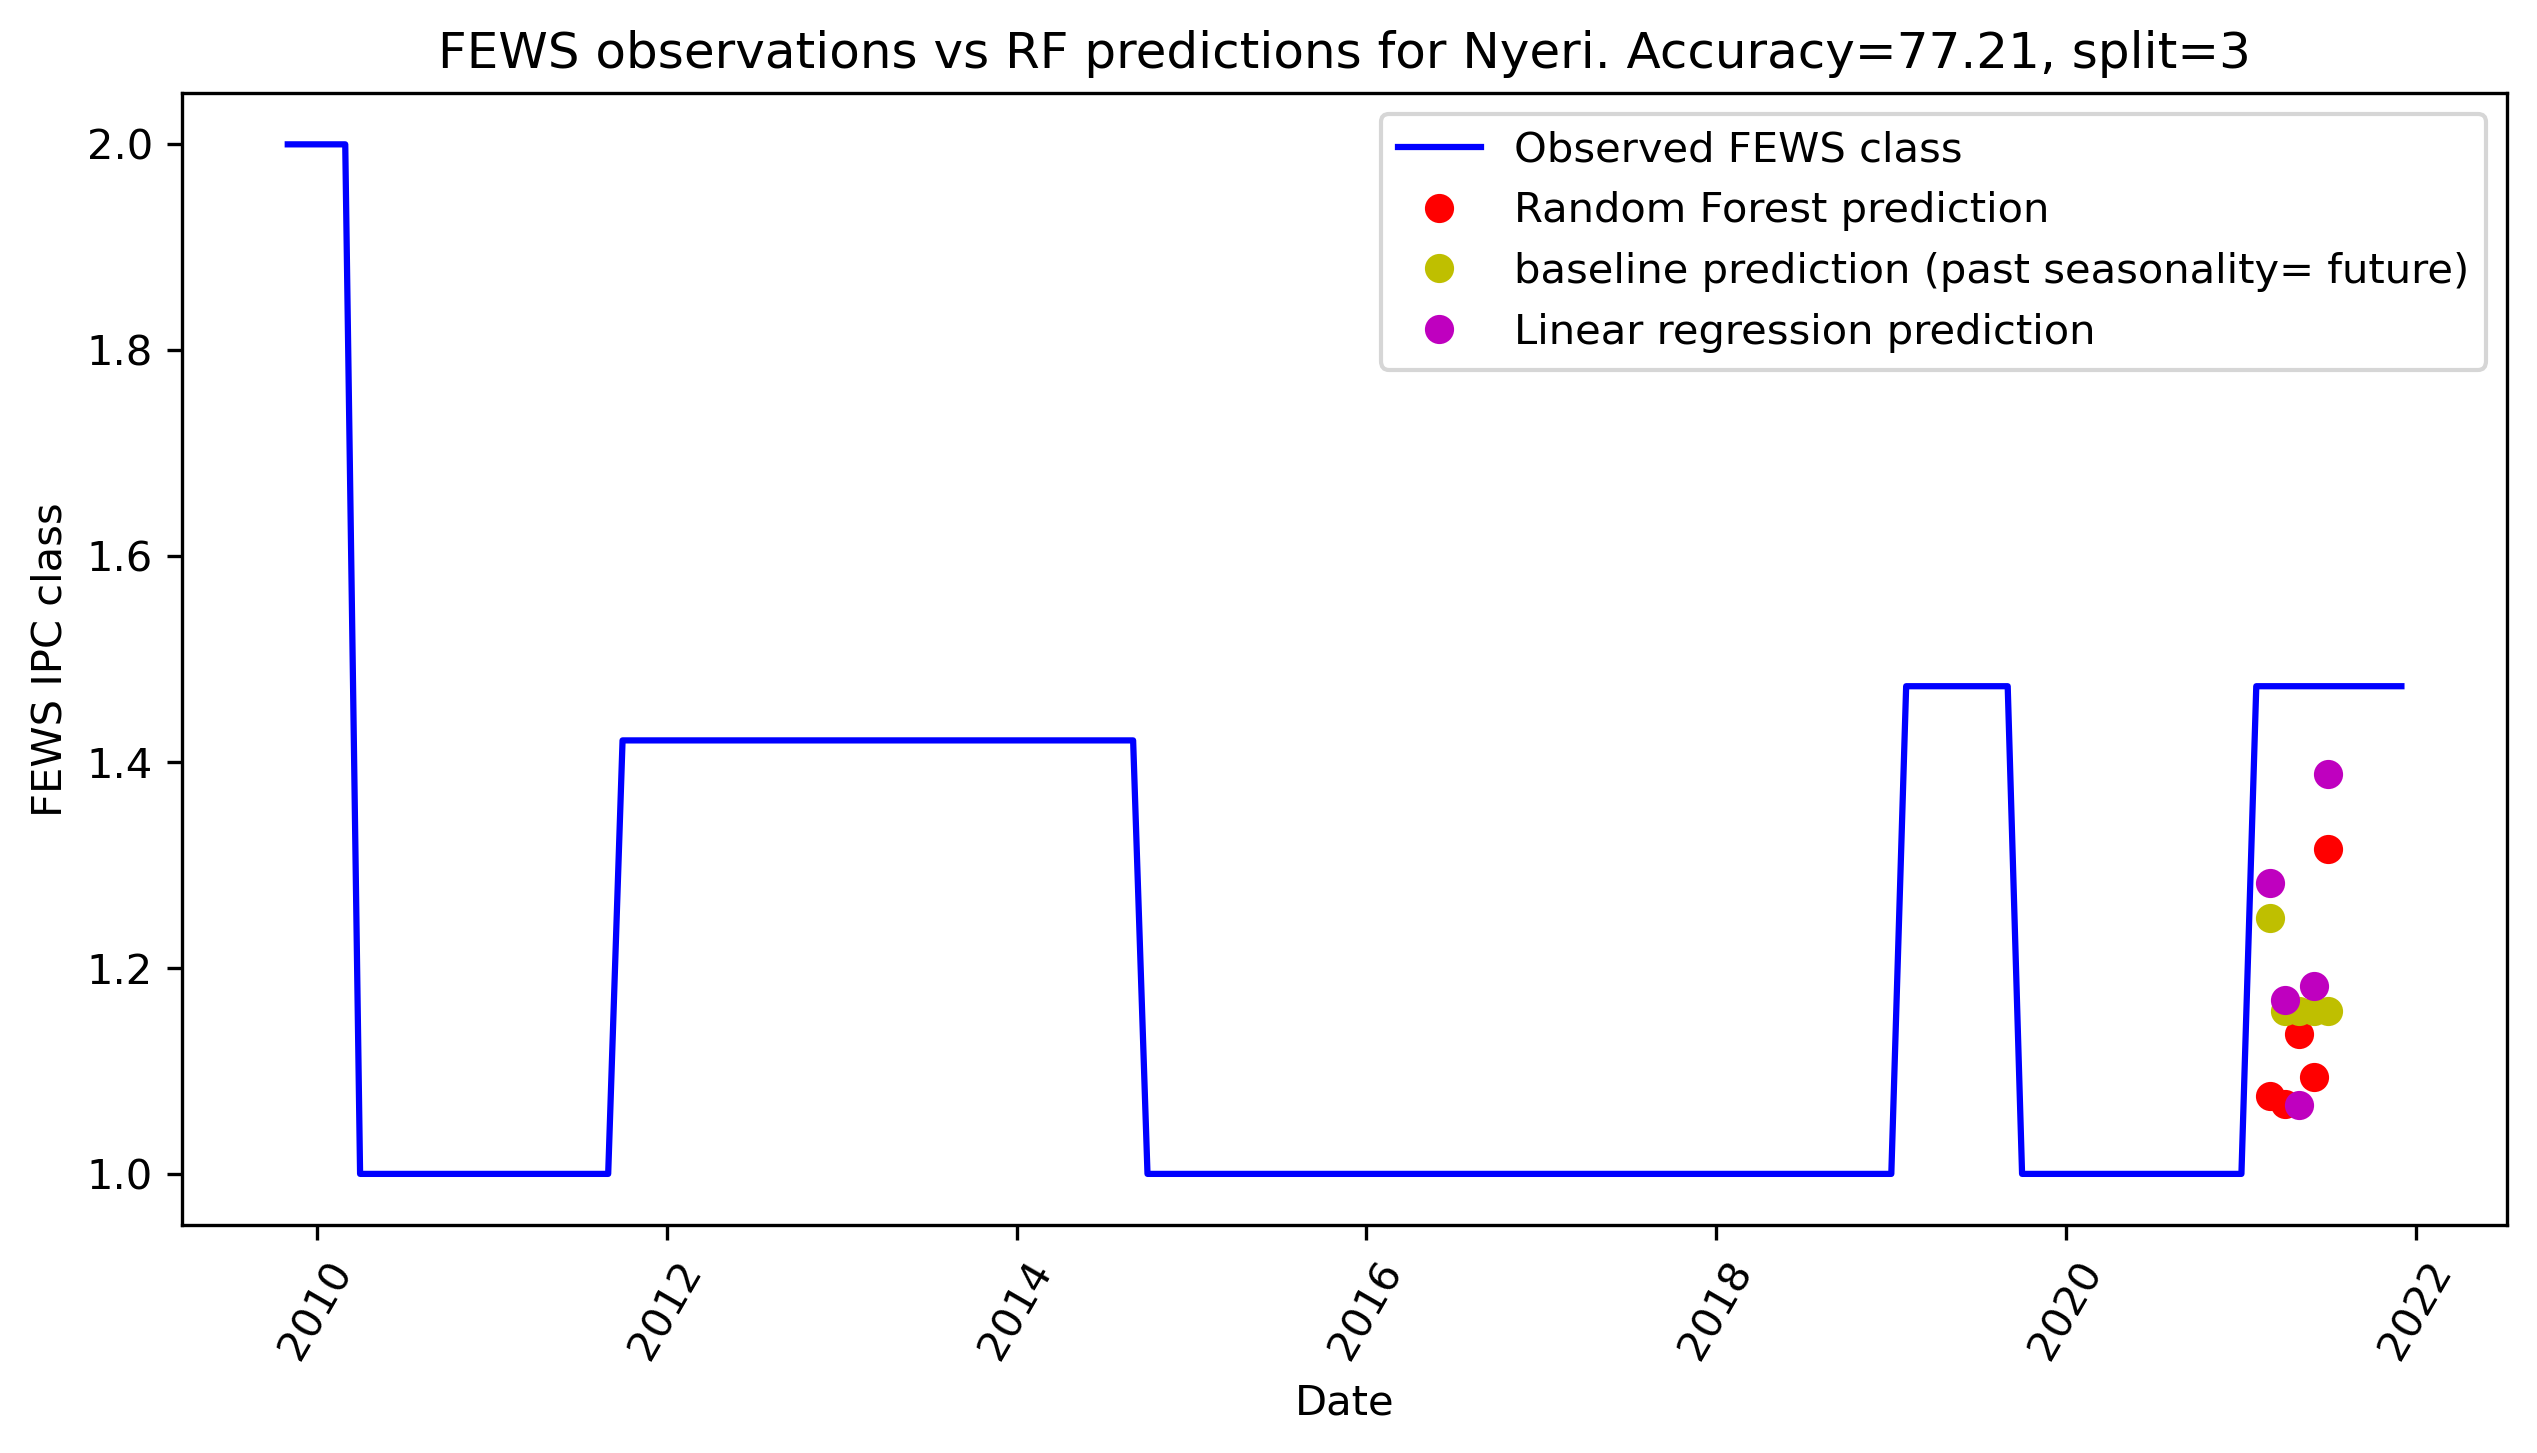 FEWS observations vs RF predictions for Nyeri. Accuracy=77.21, split=3
Observed FEWS class
Random Forest prediction
baseline prediction (past seasonality= future)
Linear regression prediction
FEWS IPC class
2.0
1.8
1.6
1.4
1.2
1.0
2010
2012
2014
2016
2018
2020
2022
Date